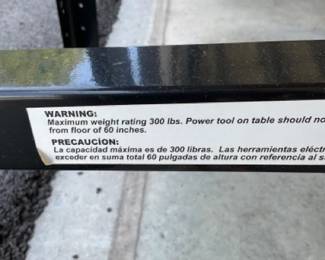 WARNING:
Maximum weight rating 300 lbs. Power tool on table should no
from floor of 60 inches.
PRECAUCIÓN:
La capacidad máxima es de 300 libras. Las herramientas eléctr
exceder en suma total 60 pulgadas de altura con referencia al s